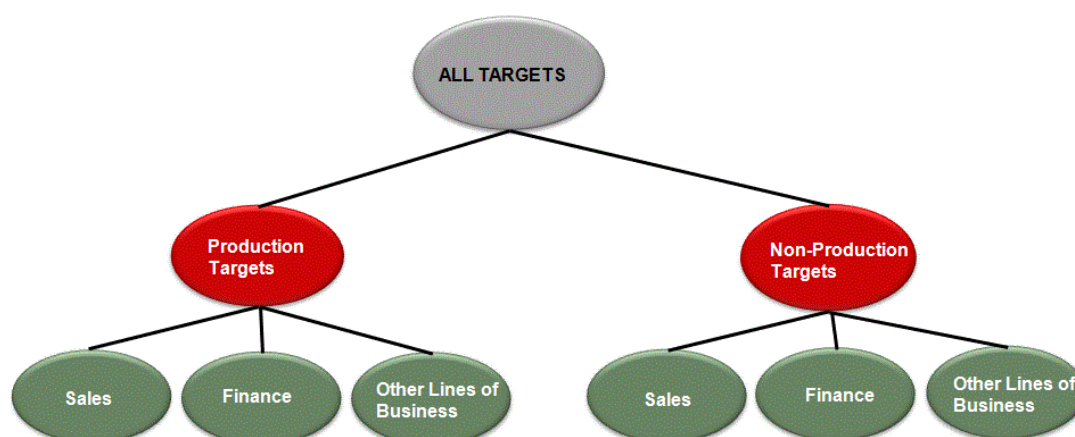 ALL TARGETS
Production
Targets
Non-Production
Targets
Sales
Finance
Other Lines of
Business
Sales
Finance
Other Lines of
Business